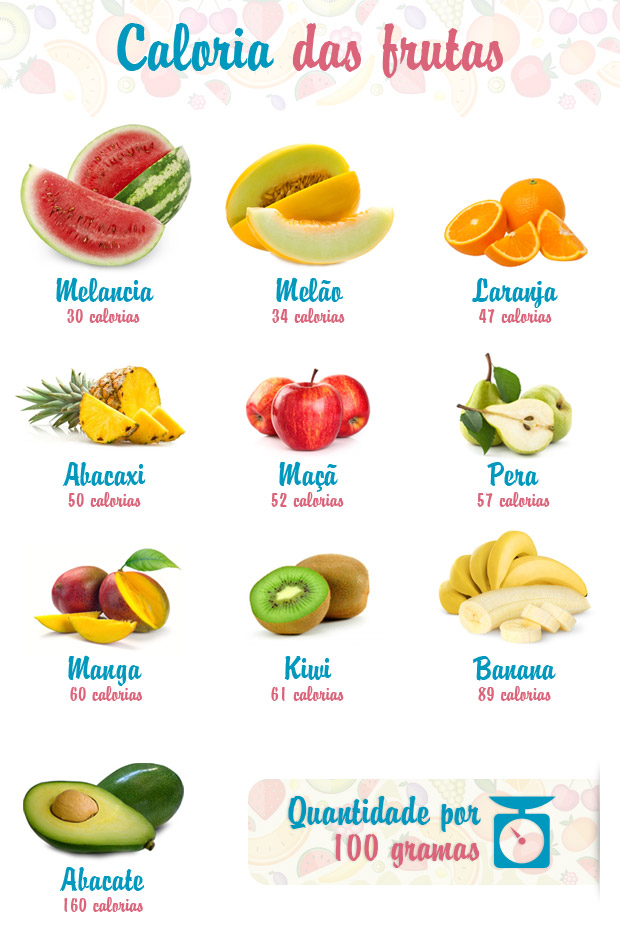 Caloria das frutas
Melancia
30 calorias
Melão
34 calorias
Laranja
47 calorias
Abacaxi
50 calorias
Maçã
52 calorias
Pera
57 calorias
Manga
60 calorias
Kiwi
61 calorias
Banana
89 calorias
Abacate
160 calorias
Quantidade por
100 gramas